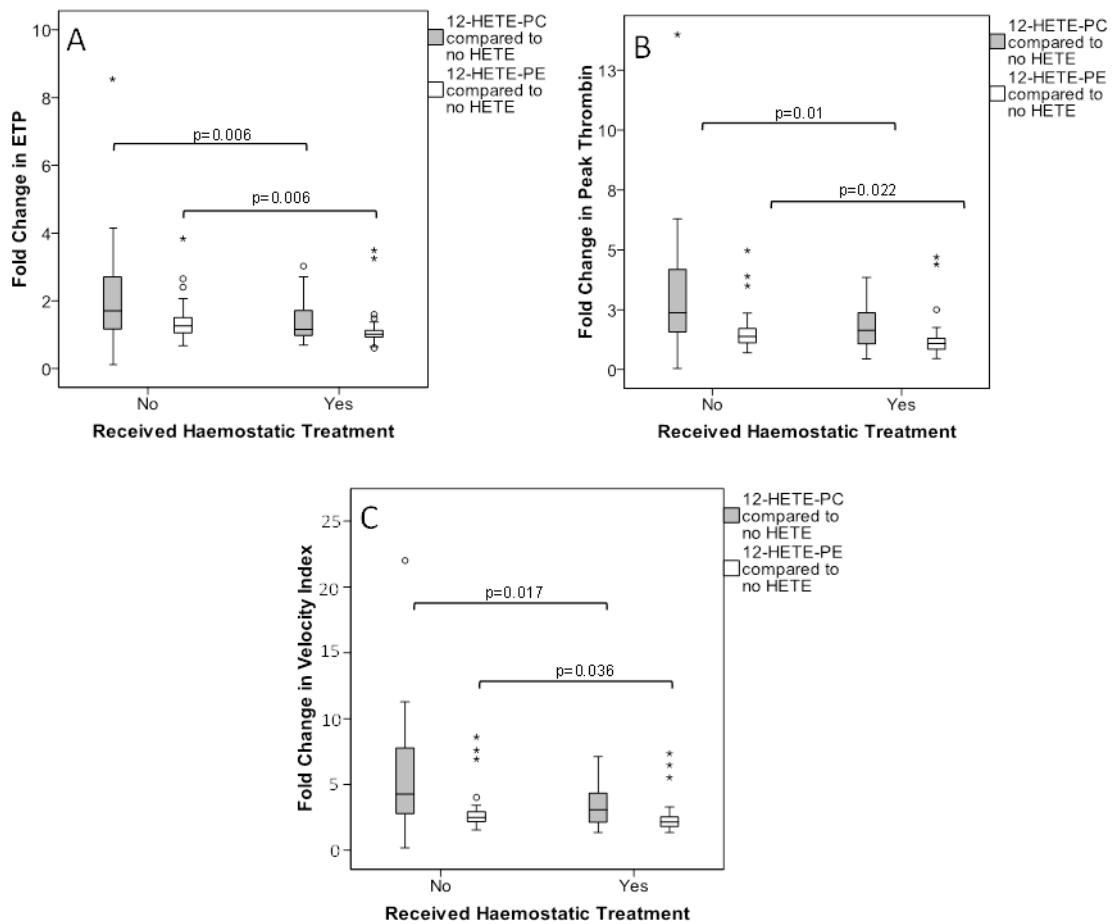 A
Fold Change in ETP
10
8
6
4
2
0
p=0.006
p=0.006
No
Yes
Received Haemostatic Treatment
12-HETE-PC
compared to
no HETE
12-HETE-PE
compared to
no HETE
B
Fold Change in Peak Thrombin
13
10
8
5
3
0
p=0.01
p=0.022
No
Yes
Received Haemostatic Treatment
12-HETE-PC
compared to
no HETE
12-HETE-PE
compared to
no HETE
C
Fold Change in Velocity Index
25
20
15
10
5
0
p=0.017
p=0.036
No
Yes
Received Haemostatic Treatment
12-HETE-PC
compared to
no HETE
12-HETE-PE
compared to
no HETE